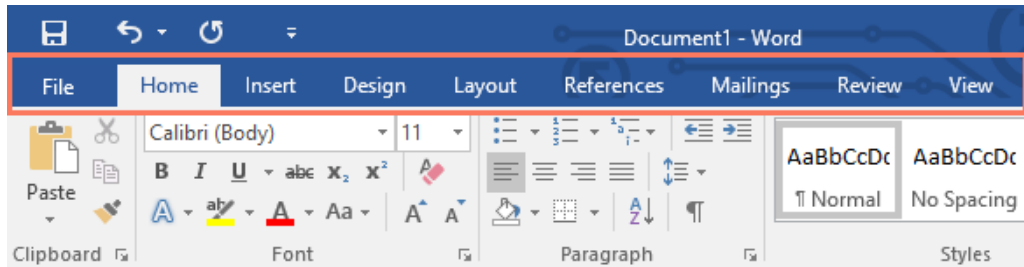 Document1 - Word
File Home Insert Design Layout References Mailings Review View
Calibri (Body) 11
Paste
B I U abc X₂ X² A
A aby A Aa A A A Z ¶
AaBbCcDc AaBbCcDc
¶ Normal No Spacing
Clipboard Font Paragraph Styles